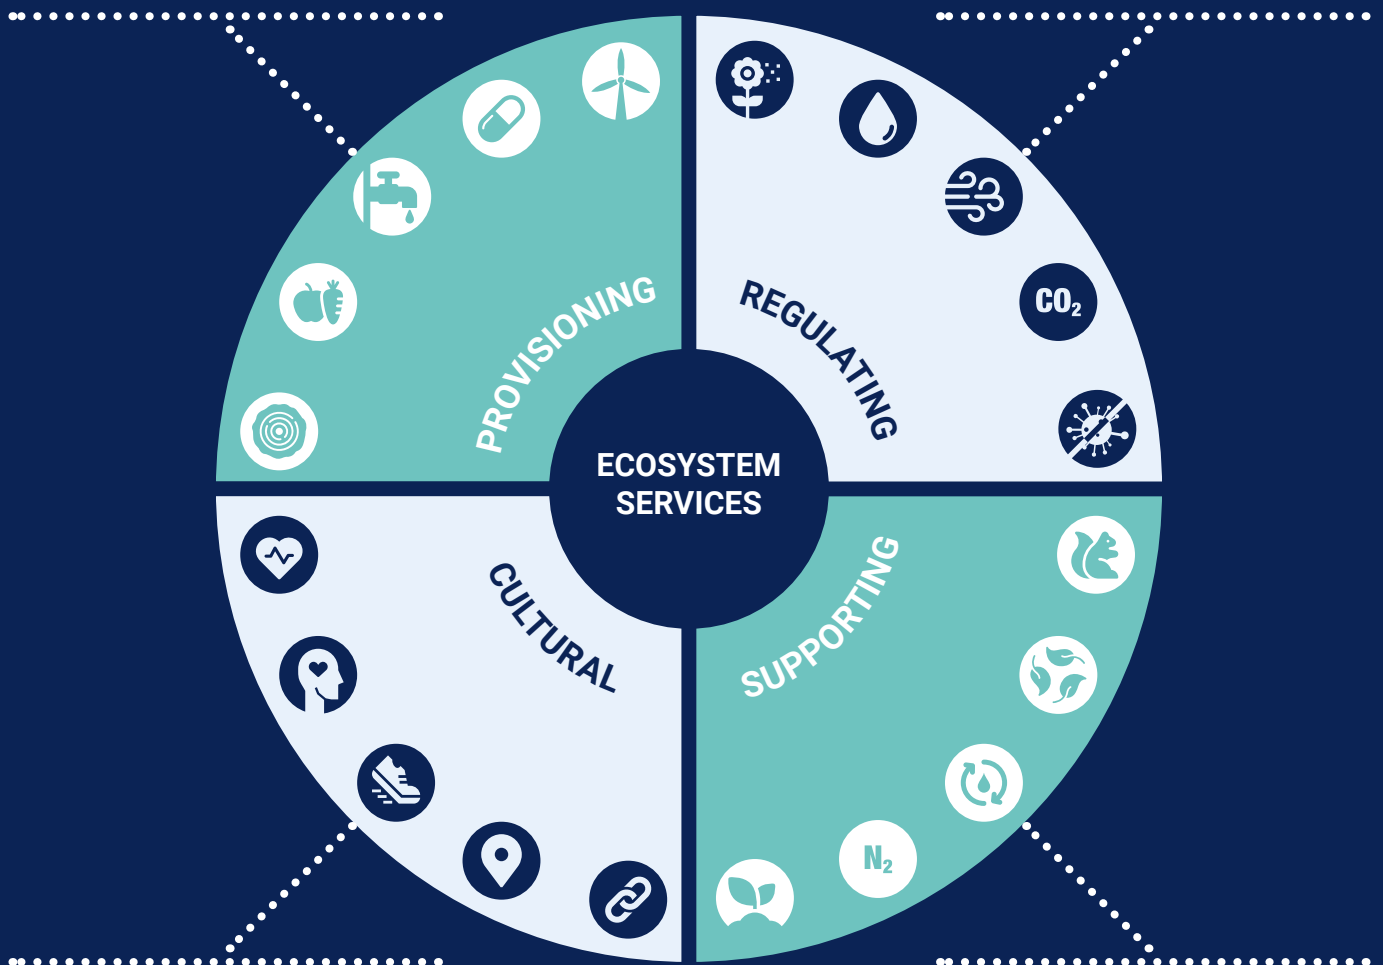 PROVISIONING
REGULATING
CO₂
ECOSYSTEM
SERVICES
CULTURAL
SUPPORTING
N₂